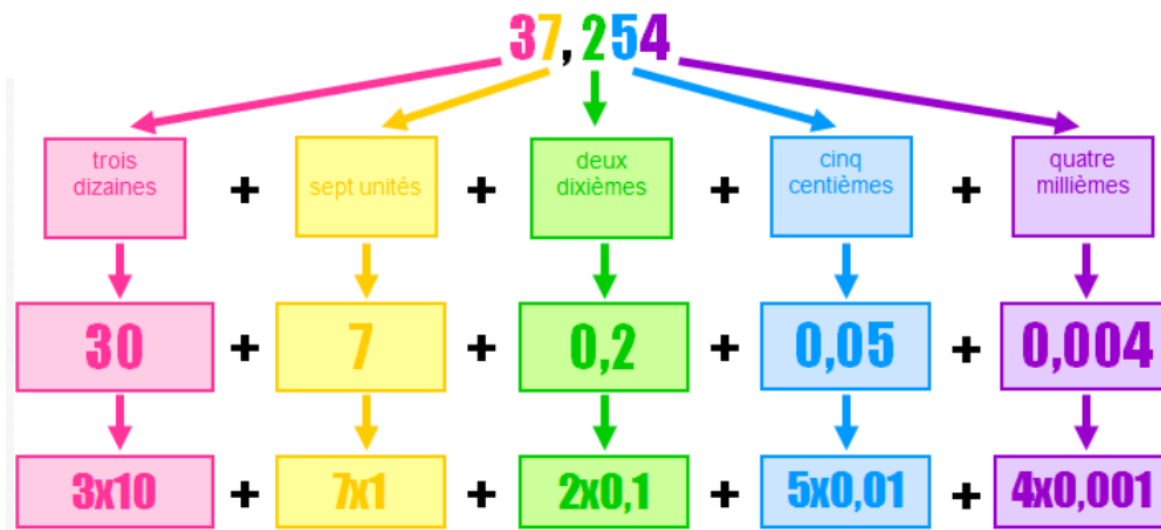 37,254
trois
dizaines
+
sept unités
+
deux
dixièmes
+
cinq
centièmes
+
quatre
millièmes
30 + 7 + 0,2 + 0,05 + 0,004
3x10 + 7x1 + 2x0,1 + 5x0,01 + 4x0,001